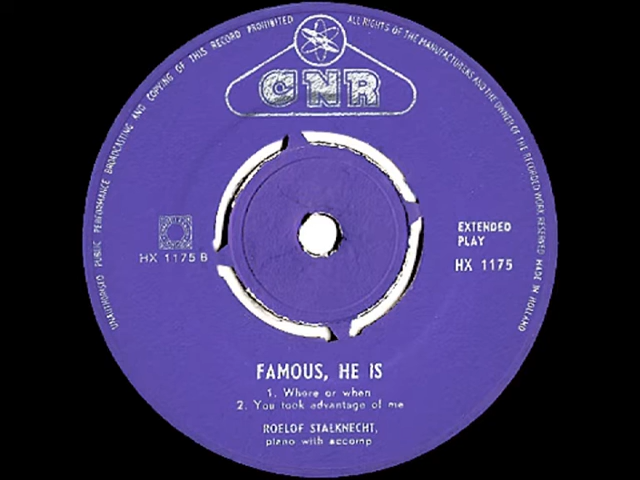 UNAUTHORISED PUBLIC PERFORMANCE BROADCASTING AND COPYING OF THIS RECORD PROHIBITED
ALL RIGHTS OF THE MANUFACTURERS AND THE OWNER OF THE RECORDED WORK RESERVED MADE IN HOLLAND
CNR
HX 1175 B
EXTENDED
PLAY
HX 1175
FAMOUS, HE IS
1. Where or when
2. You took advantage of me
ROELOF STALKNECHT,
piano with accomp.